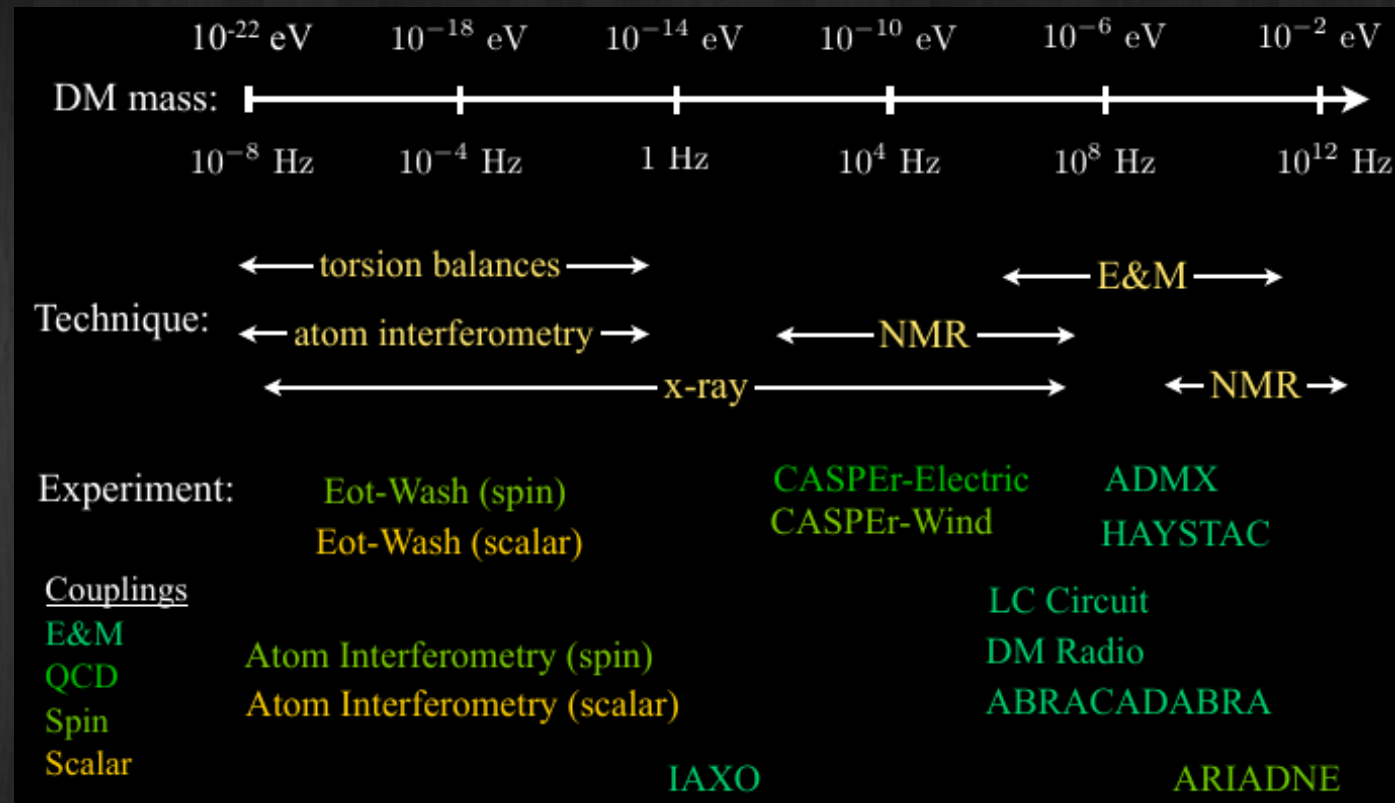 10⁻²² eV 10⁻¹⁸ eV 10⁻¹⁴ eV 10⁻¹⁰ eV 10⁻⁶ eV 10⁻² eV
DM mass:
10⁻⁸ Hz 10⁻⁴ Hz 1 Hz 10⁴ Hz 10⁸ Hz 10¹² Hz
torsion balances E&M
Technique:
atom interferometry NMR
x-ray NMR
Experiment: Eot-Wash (spin) CASPEr-Electric ADMX
Eot-Wash (scalar) CASPEr-Wind HAYSTAC
Couplings LC Circuit
E&M Atom Interferometry (spin) DM Radio
QCD
Spin Atom Interferometry (scalar) ABRACADABRA
Scalar IAXO ARIADNE